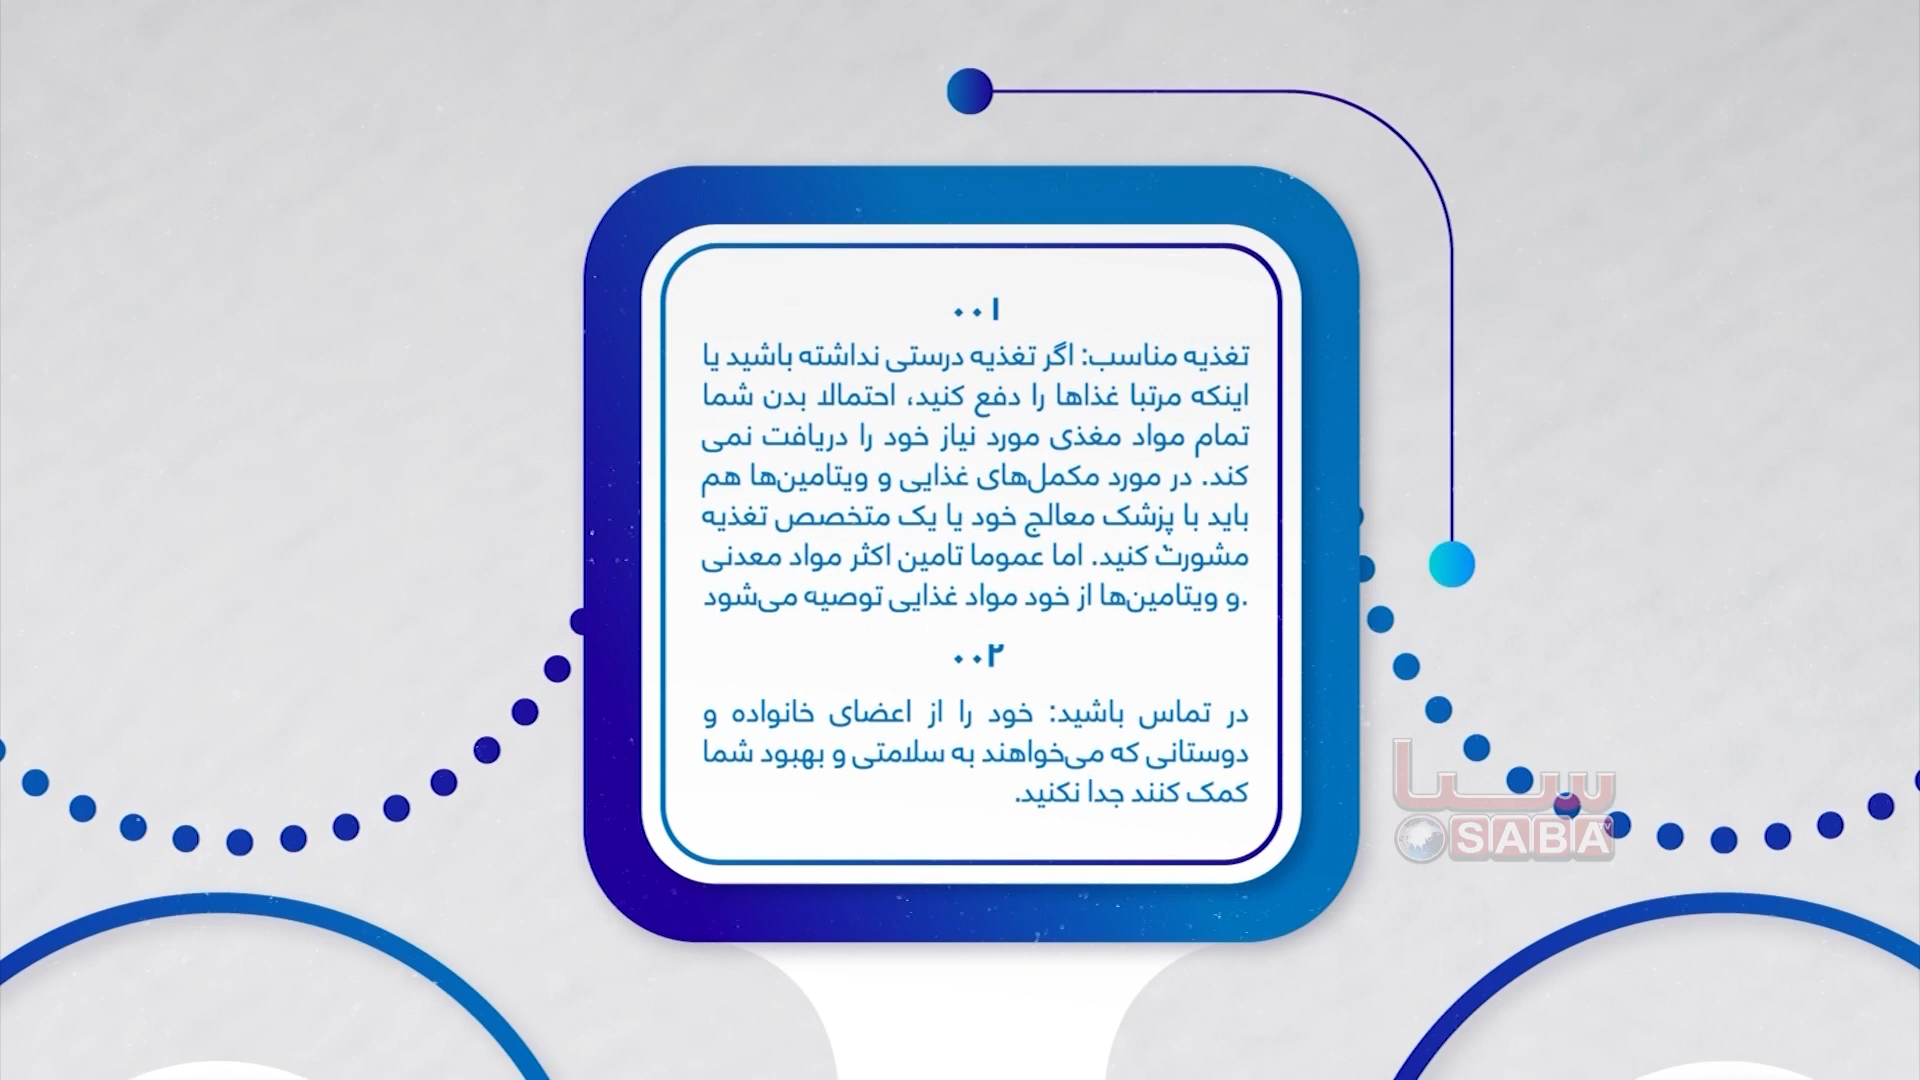 ۰۰۱
تغذیه مناسب: اگر تغذیه درستی نداشته باشید یا
اینکه مرتبا غذاها را دفع کنید، احتمالا بدن شما
تمام مواد مغذی مورد نیاز خود را دریافت نمی
کند. در مورد مکمل‌های غذایی و ویتامین‌ها هم
باید با پزشک معالج خود یا یک متخصص تغذیه
مشورت کنید. اما عموما تامین اکثر مواد معدنی
.و ویتامین‌ها از خود مواد غذایی توصیه می‌شود
۰۰۲
در تماس باشید: خود را از اعضای خانواده و
دوستانی که می‌خواهند به سلامتی و بهبود شما
کمک کنند جدا نکنید.
سبا
SABA TV